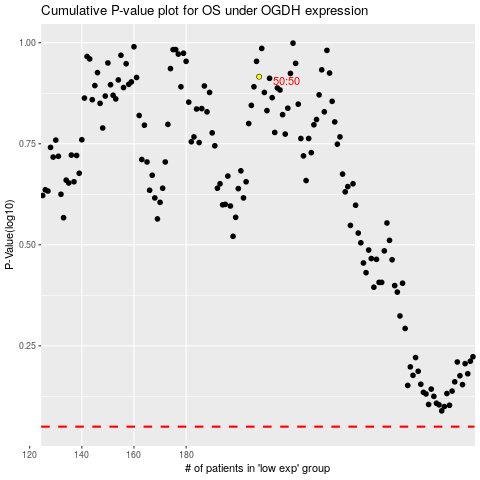 Cumulative P-value plot for OS under OGDH expression
P-Value(log10)
1.00
0.75
0.50
0.25
50:50
120 140 160 180
# of patients in 'low exp' group